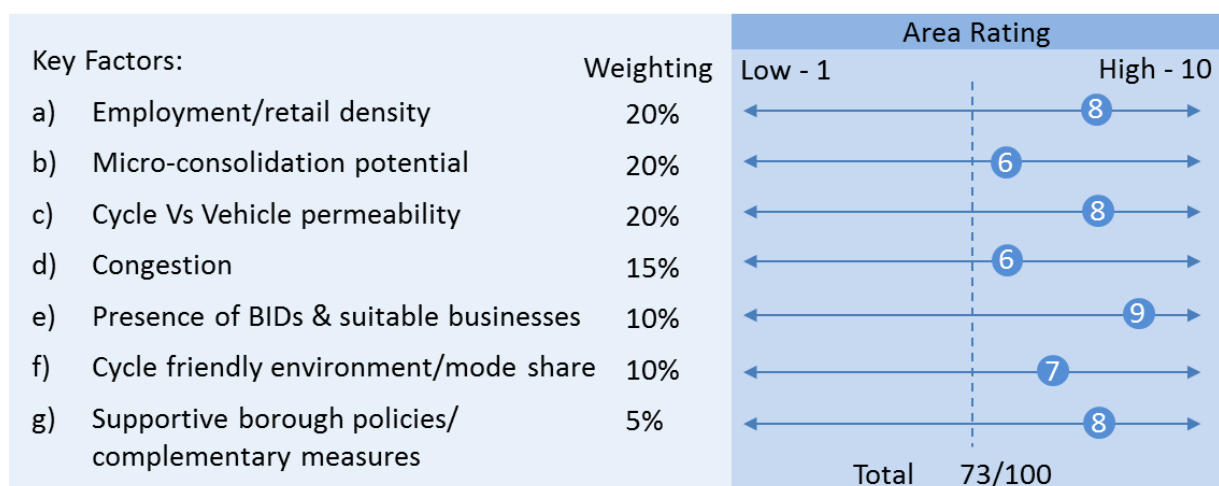 Area Rating
Key Factors: Weighting Low - 1 High - 10
a) Employment/retail density 20% 8
b) Micro-consolidation potential 20% 6
c) Cycle Vs Vehicle permeability 20% 8
d) Congestion 15% 6
e) Presence of BIDs & suitable businesses 10% 9
f) Cycle friendly environment/mode share 10% 7
g) Supportive borough policies/ 5% 8
complementary measures
Total 73/100